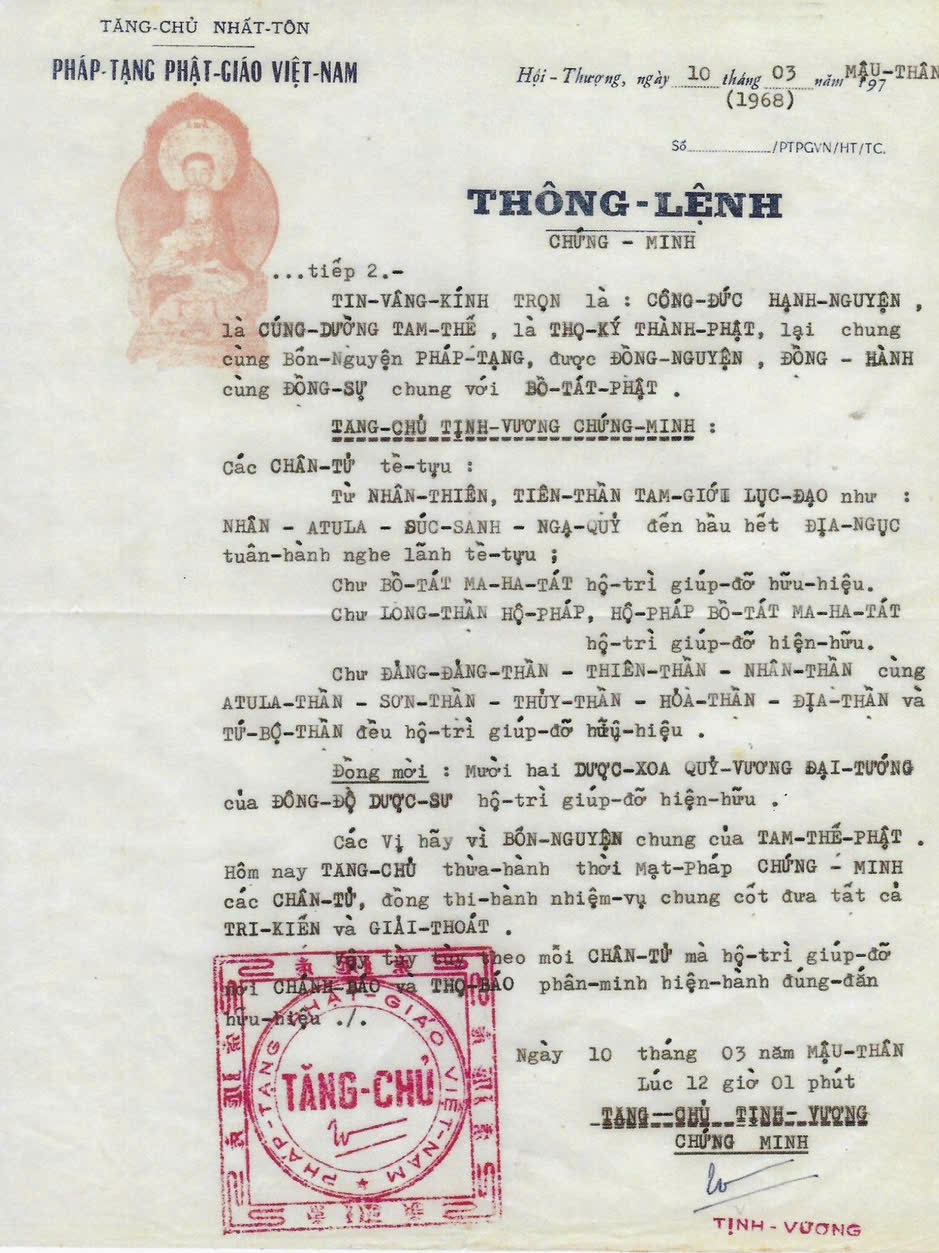 TĂNG-CHỦ NHẤT-TÔN
PHÁP-TẠNG PHẬT-GIÁO VIỆT-NAM
Hội-Thượng, ngày 10 tháng 03 năm 197 MẬU-THÂN
(1968)
Số............/PTPGVN/HT/TC.
THÔNG-LỆNH
CHỨNG - MINH
...tiếp 2.-
TIN-VÂNG-KÍNH TRỌN là : CÔNG-ĐỨC HẠNH-NGUYỆN ,
là CÚNG-DƯỜNG TAM-THẾ , là THỌ-KÝ THÀNH-PHẬT, lại chung
cùng Bổn-Nguyện PHÁP-TẠNG, được ĐỒNG-NGUYỆN , ĐỒNG - HÀNH
cùng ĐỒNG-SỰ chung với BỒ-TÁT-PHẬT .
TĂNG-CHỦ TỊNH-VƯƠNG CHỨNG-MINH :
Các CHÂN-TỬ tề-tựu :
Từ NHÂN-THIÊN, TIÊN-THẦN TAM-GIỚI LỤC-ĐẠO như :
NHÂN - ATULA - SÚC-SANH - NGẠ-QUỶ đến hầu hết ĐỊA-NGỤC
tuân-hành nghe lãnh tề-tựu ;
Chư BỒ-TÁT MA-HA-TÁT hộ-trì giúp-đỡ hữu-hiệu.
Chư LONG-THẦN HỘ-PHÁP, HỘ-PHÁP BỒ-TÁT MA-HA-TÁT
hộ-trì giúp-đỡ hiện-hữu.
Chư ĐẲNG-ĐẲNG-THẦN - THIÊN-THẦN - NHÂN-THẦN cùng
ATULA-THẦN - SƠN-THẦN - THỦY-THẦN - HỎA-THẦN - ĐỊA-THẦN và
TỨ-BỘ-THẦN đều hộ-trì giúp-đỡ hữu-hiệu .
Đồng mời : Mười hai DƯỢC-XOA QUỶ-VƯƠNG ĐẠI-TƯỚNG
của ĐÔNG-ĐỘ DƯỢC-SƯ hộ-trì giúp-đỡ hiện-hữu .
Các Vị hãy vì BỔN-NGUYỆN chung của TAM-THẾ-PHẬT .
Hôm nay TĂNG-CHỦ thừa-hành thời Mạt-Pháp CHỨNG - MINH
các CHÂN-TỬ, đồng thi-hành nhiệm-vụ chung cốt đưa tất cả
TRI-KIẾN và GIẢI-THOÁT .
Vậy tùy theo mỗi CHÂN-TỬ mà hộ-trì giúp-đỡ
nơi CHÁNH-BÁO và THỌ-BÁO phân-minh hiện-hành đúng-đắn
hữu-hiệu ./.
PHÁP-TẠNG PHẬT-GIÁO VIỆT-NAM
TĂNG-CHỦ
Ngày 10 tháng 03 năm MẬU-THÂN
Lúc 12 giờ 01 phút
TĂNG-CHỦ TỊNH-VƯƠNG
CHỨNG MINH
TỊNH-VƯƠNG